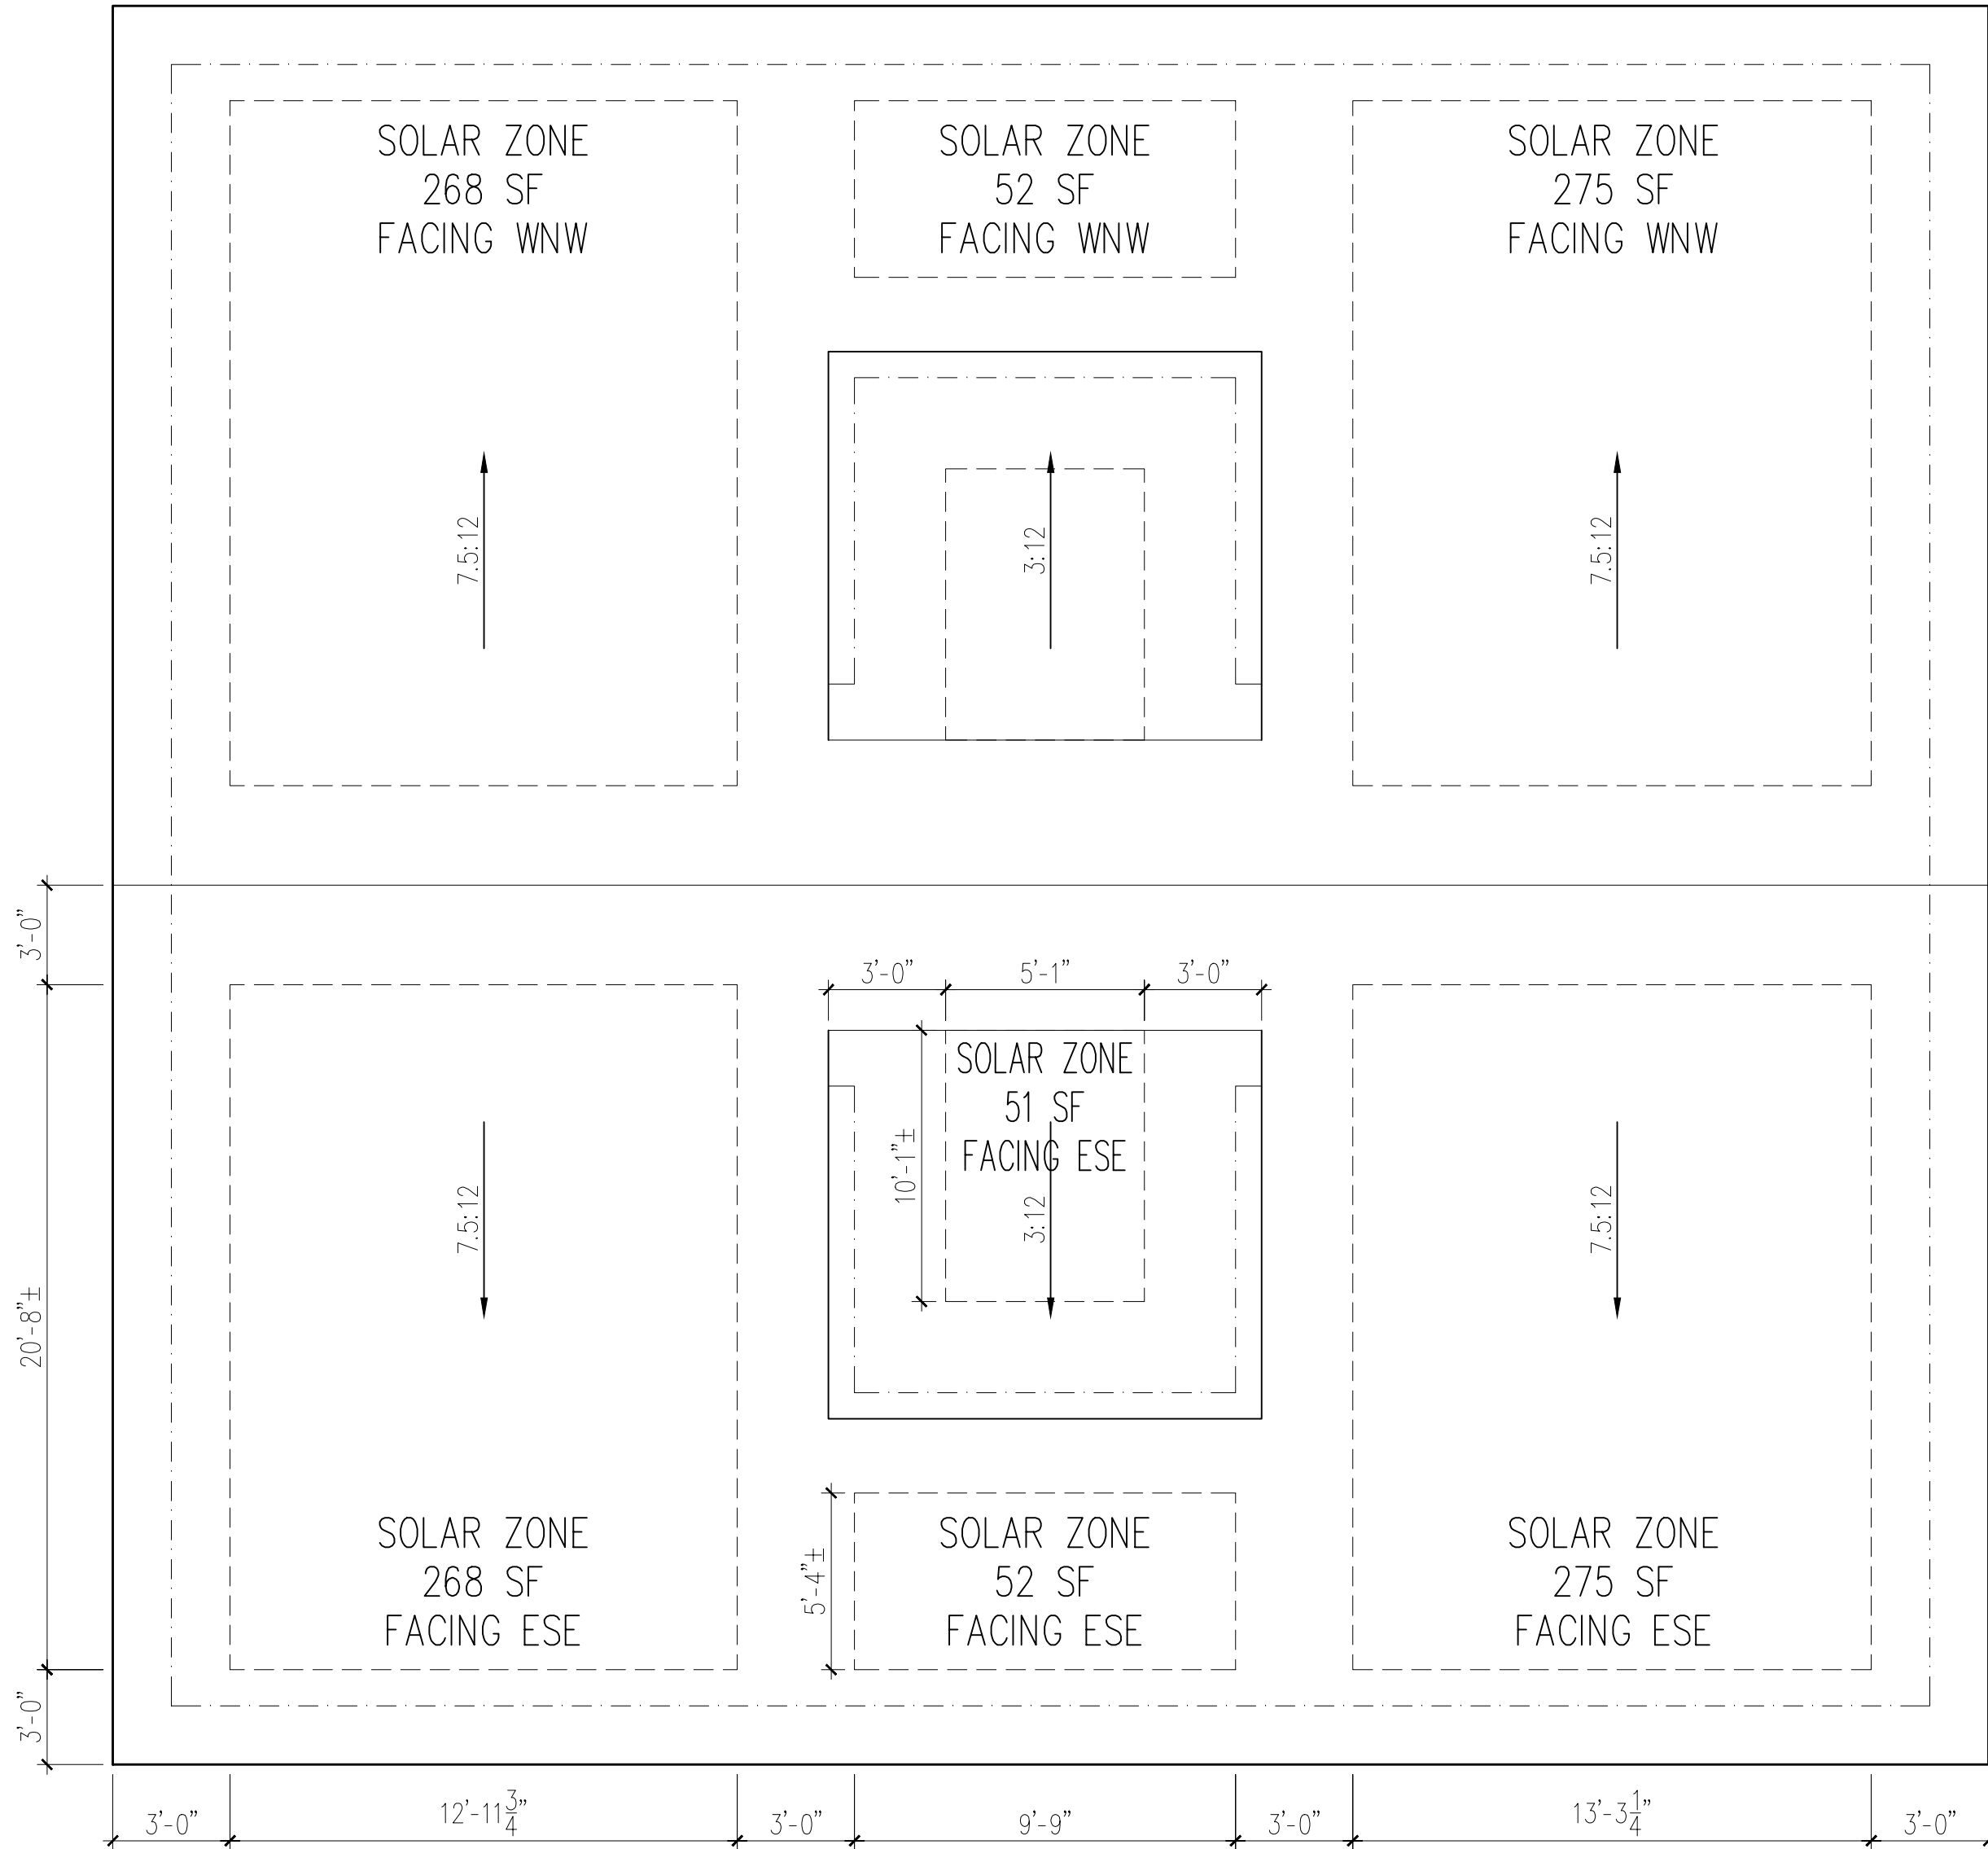 SOLAR ZONE
268 SF
FACING WNW
SOLAR ZONE
52 SF
FACING WNW
SOLAR ZONE
275 SF
FACING WNW
7.5:12
3:12
7.5:12
3'-0"
3'-0"
5'-1"
3'-0"
SOLAR ZONE
51 SF
FACING ESE
10'-1"±
7.5:12
3:12
7.5:12
20'-8"±
SOLAR ZONE
268 SF
FACING ESE
5'-4"±
SOLAR ZONE
52 SF
FACING ESE
SOLAR ZONE
275 SF
FACING ESE
3'-0"
3'-0"
12'-11 3/4"
3'-0"
9'-9"
3'-0"
13'-3 1/4"
3'-0"